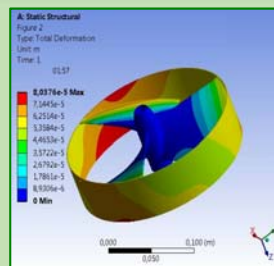 A: Static Structural
Figure 2
Type: Total Deformation
Unit: m
Time: 1
01.57
8,0376e-5 Max
7,1445e-5
6,2514e-5
5,3584e-5
4,4653e-5
3,5722e-5
2,6792e-5
1,7861e-5
8,9306e-6
0 Min
0,000
0,100 (m)
0,050
X
Z